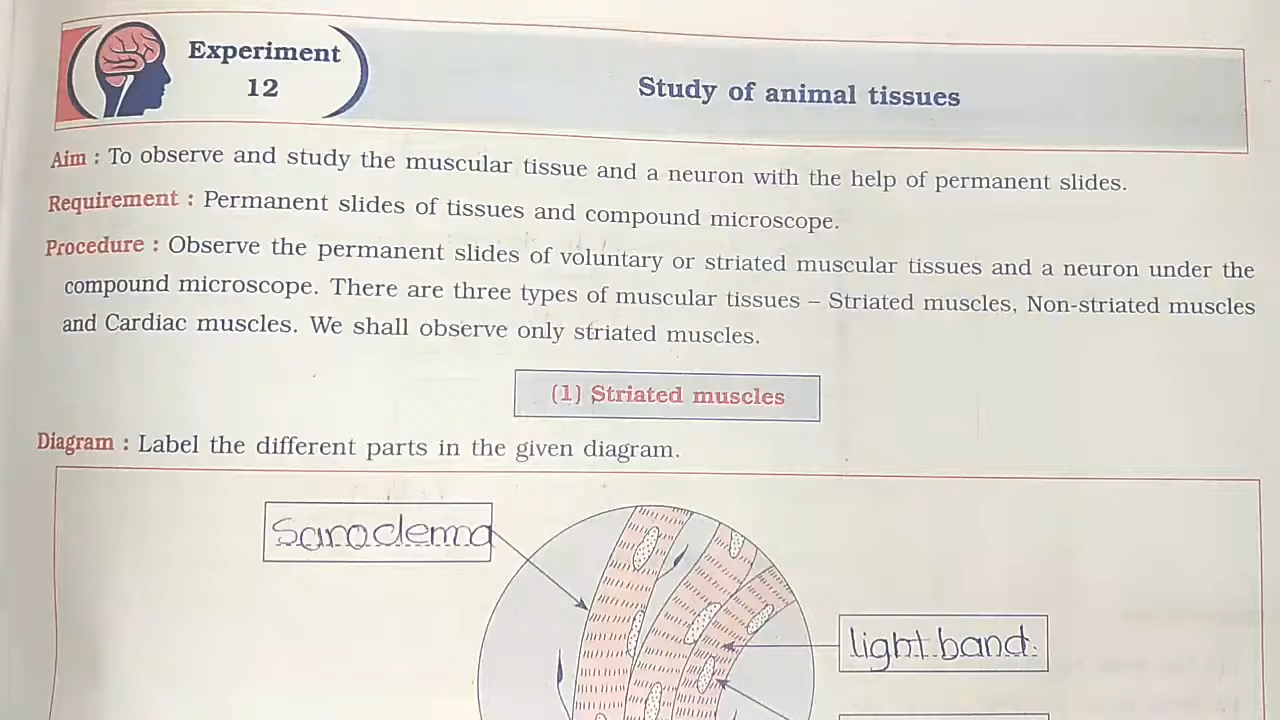 Experiment
12
Study of animal tissues
Aim : To observe and study the muscular tissue and a neuron with the help of permanent slides.
Requirement : Permanent slides of tissues and compound microscope.
Procedure : Observe the permanent slides of voluntary or striated muscular tissues and a neuron under the
compound microscope. There are three types of muscular tissues – Striated muscles, Non-striated muscles
and Cardiac muscles. We shall observe only striated muscles.
(1) Striated muscles
Diagram : Label the different parts in the given diagram.
light band.